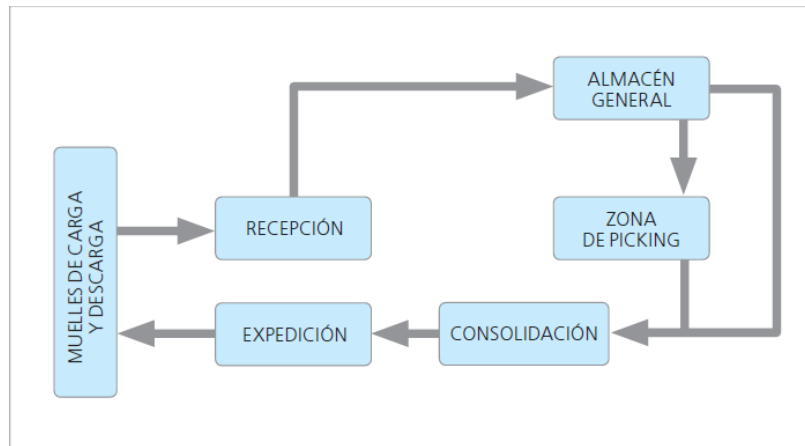 ALMACÉN
GENERAL
MUELLES DE CARGA
Y DESCARGA
RECEPCIÓN
ZONA
DE PICKING
EXPEDICIÓN
CONSOLIDACIÓN